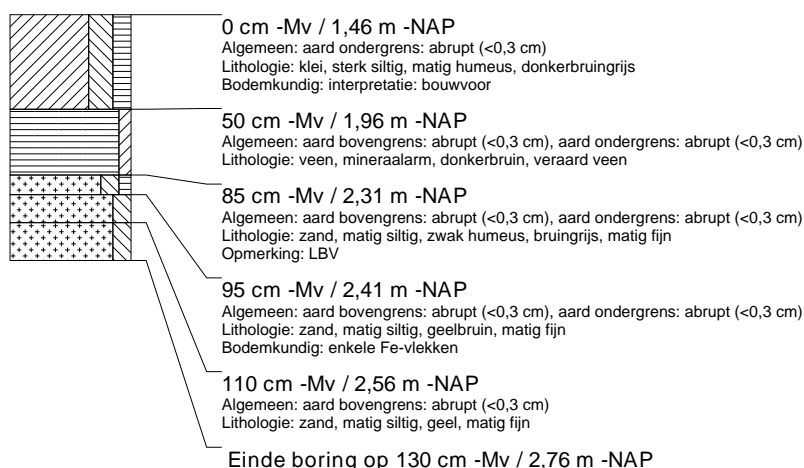 0 cm -Mv / 1,46 m -NAP
Algemeen: aard ondergrens: abrupt (<0,3 cm)
Lithologie: klei, sterk siltig, matig humeus, donkerbruingrijs
Bodemkundig: interpretatie: bouwvoor
50 cm -Mv / 1,96 m -NAP
Algemeen: aard bovengrens: abrupt (<0,3 cm), aard ondergrens: abrupt (<0,3 cm)
Lithologie: veen, mineraalarm, donkerbruin, veraard veen
85 cm -Mv / 2,31 m -NAP
Algemeen: aard bovengrens: abrupt (<0,3 cm), aard ondergrens: abrupt (<0,3 cm)
Lithologie: zand, matig siltig, zwak humeus, bruingrijs, matig fijn
Opmerking: LBV
95 cm -Mv / 2,41 m -NAP
Algemeen: aard bovengrens: abrupt (<0,3 cm), aard ondergrens: abrupt (<0,3 cm)
Lithologie: zand, matig siltig, geelbruin, matig fijn
Bodemkundig: enkele Fe-vlekken
110 cm -Mv / 2,56 m -NAP
Algemeen: aard bovengrens: abrupt (<0,3 cm)
Lithologie: zand, matig siltig, geel, matig fijn
Einde boring op 130 cm -Mv / 2,76 m -NAP